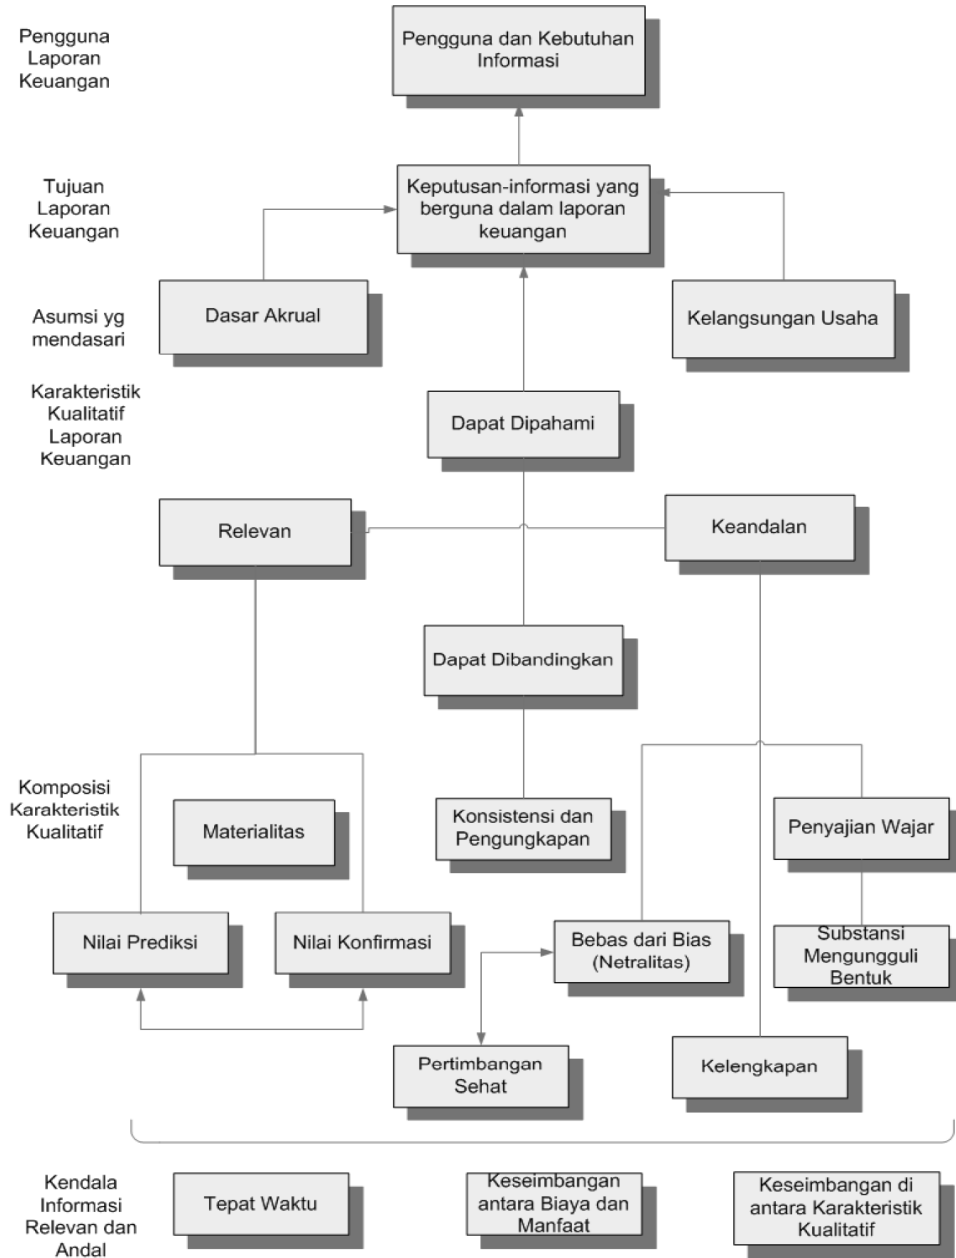 Pengguna
Laporan
Keuangan
Pengguna dan Kebutuhan
Informasi
Tujuan
Laporan
Keuangan
Keputusan-informasi yang
berguna dalam laporan
keuangan
Asumsi yg
mendasari
Dasar Akrual
Kelangsungan Usaha
Karakteristik
Kualitatif
Laporan
Keuangan
Dapat Dipahami
Relevan
Keandalan
Dapat Dibandingkan
Komposisi
Karakteristik
Kualitatif
Materialitas
Konsistensi dan
Pengungkapan
Penyajian Wajar
Nilai Prediksi
Nilai Konfirmasi
Bebas dari Bias
(Netralitas)
Substansi
Mengungguli
Bentuk
Pertimbangan
Sehat
Kelengkapan
Kendala
Informasi
Relevan dan
Andal
Tepat Waktu
Keseimbangan
antara Biaya dan
Manfaat
Keseimbangan di
antara Karakteristik
Kualitatif